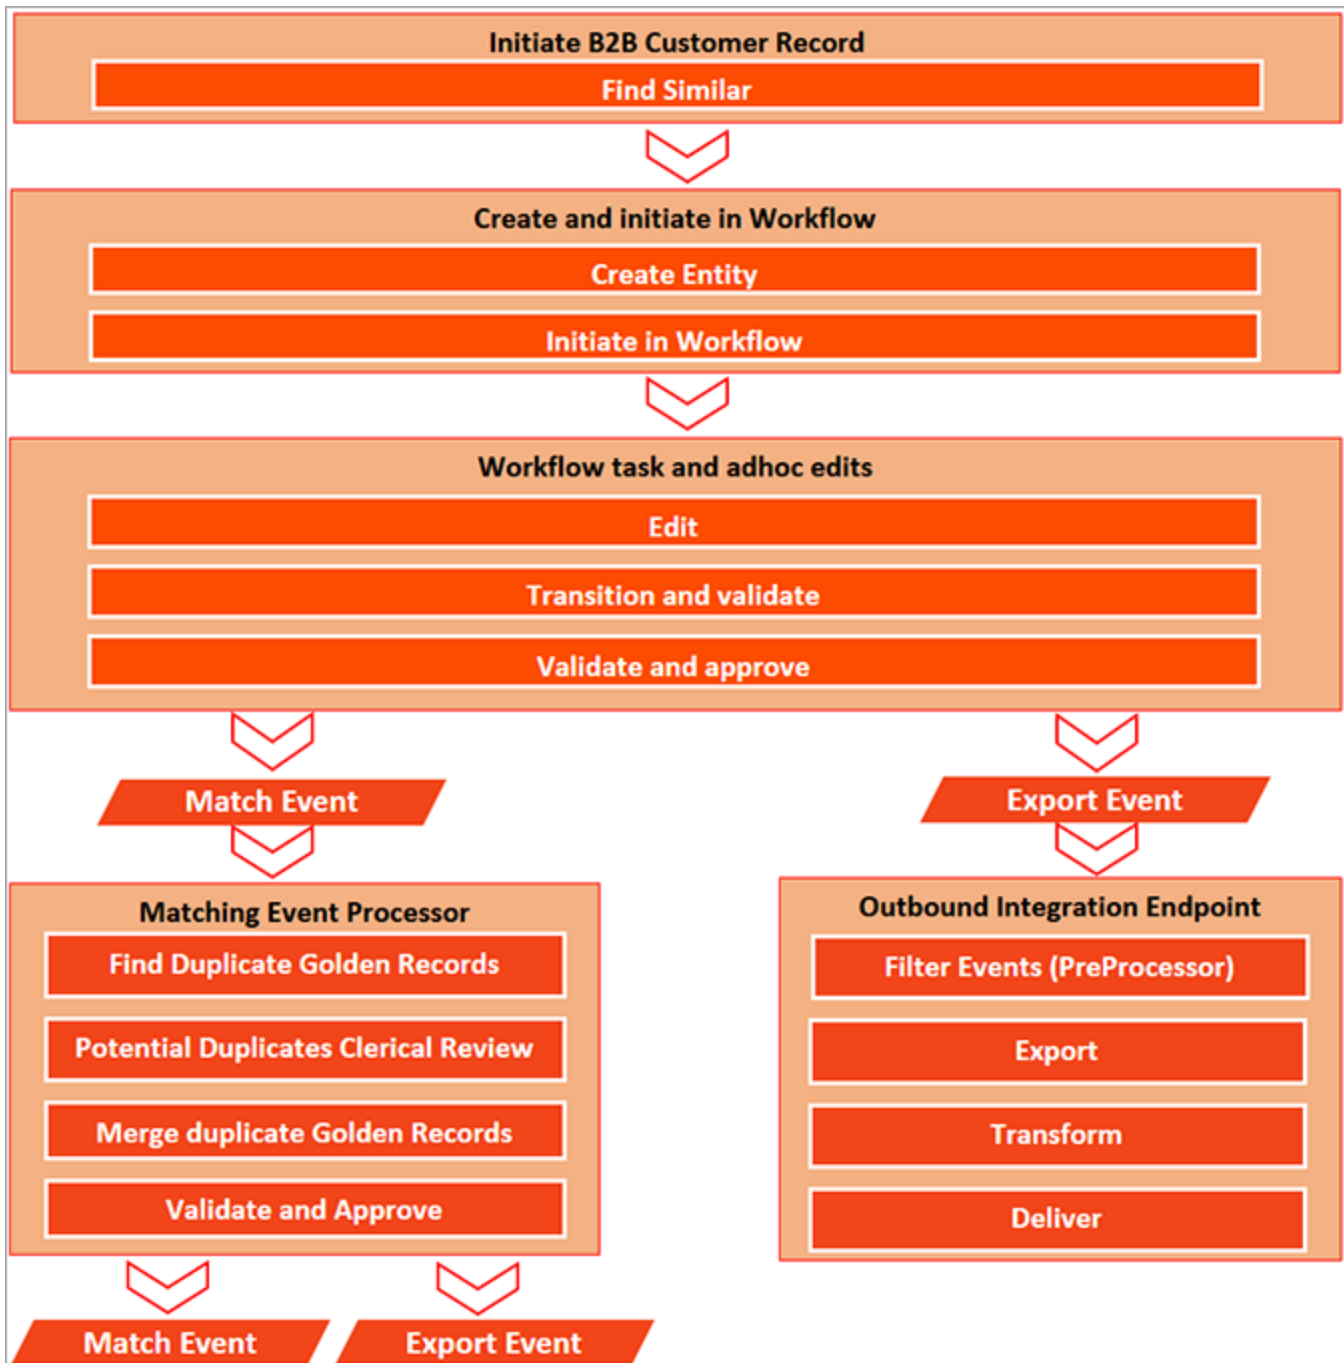 Initiate B2B Customer Record
Find Similar
Create and initiate in Workflow
Create Entity
Initiate in Workflow
Workflow task and adhoc edits
Edit
Transition and validate
Validate and approve
Match Event
Export Event
Matching Event Processor
Find Duplicate Golden Records
Potential Duplicates Clerical Review
Merge duplicate Golden Records
Validate and Approve
Outbound Integration Endpoint
Filter Events (PreProcessor)
Export
Transform
Deliver
Match Event
Export Event